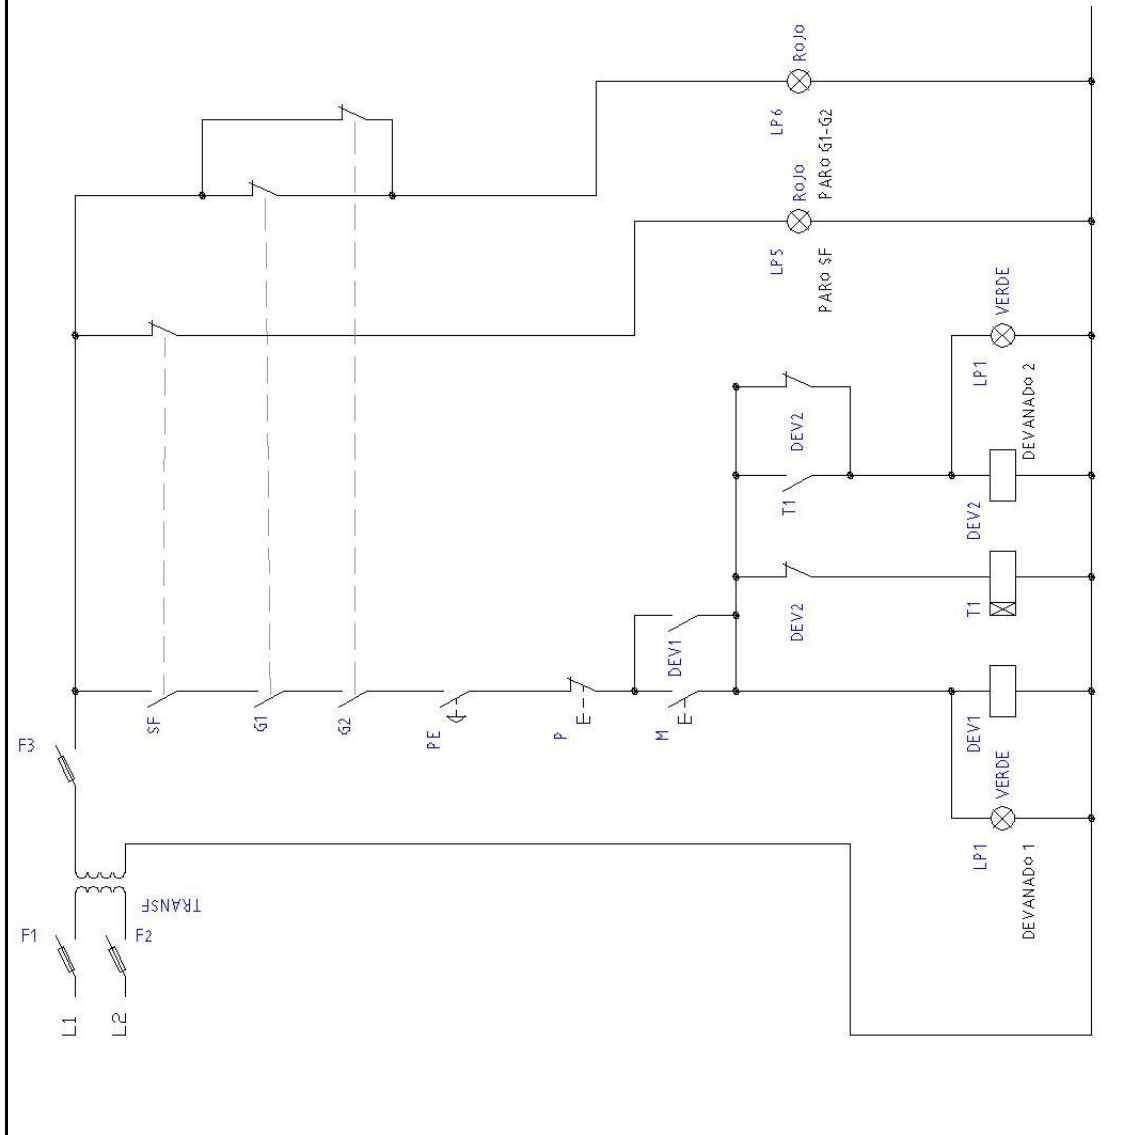 ROJO
LP6
PARO G1-G2
ROJO
LP5
PARO SF
VERDE
LP1
DEVANADO 2
DEV2
T1
DEV2
DEV2
T1
DEV1
SF
G1
G2
PE
P
M
DEV1
VERDE
LP1
DEVANADO 1
F3
TRANSF
F1
F2
L1
L2